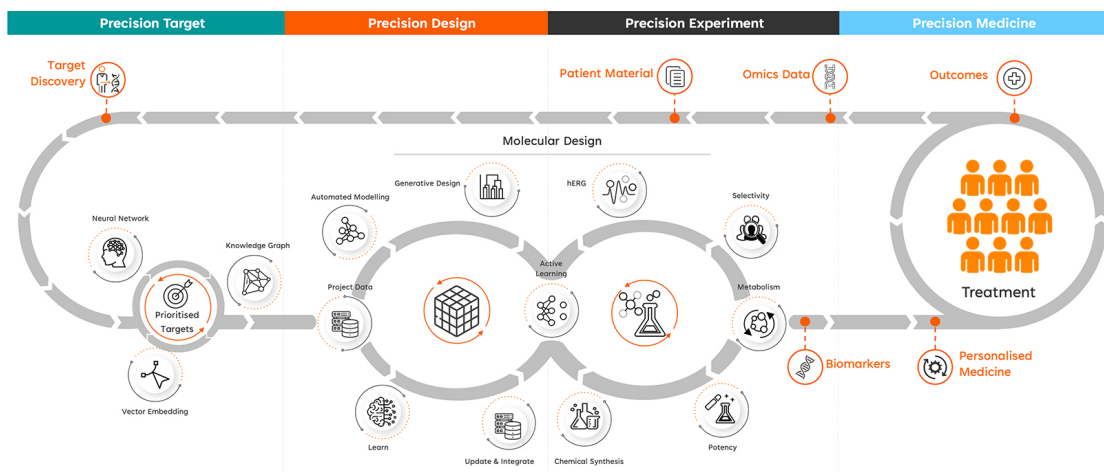 Precision Target
Precision Design
Precision Experiment
Precision Medicine
Target
Discovery
Patient Material
Omics Data
Outcomes
Molecular Design
Generative Design
hERG
Automated Modelling
Selectivity
Neural Network
Knowledge Graph
Active
Learning
Project Data
Metabolism
Prioritised
Targets
Treatment
Biomarkers
Personalised
Medicine
Vector Embedding
Learn
Potency
Update & Integrate
Chemical Synthesis